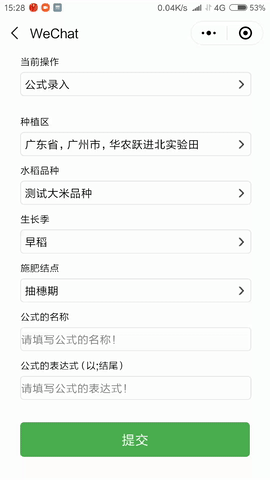 15:28 0.04K/s 4G 53%
WeChat
当前操作
公式录入
种植区
广东省，广州市，华农跃进北实验田
水稻品种
测试大米品种
生长季
早稻
施肥结点
抽穗期
公式的名称
请填写公式的名称！
公式的表达式（以;结尾）
请填写公式的表达式！
提交